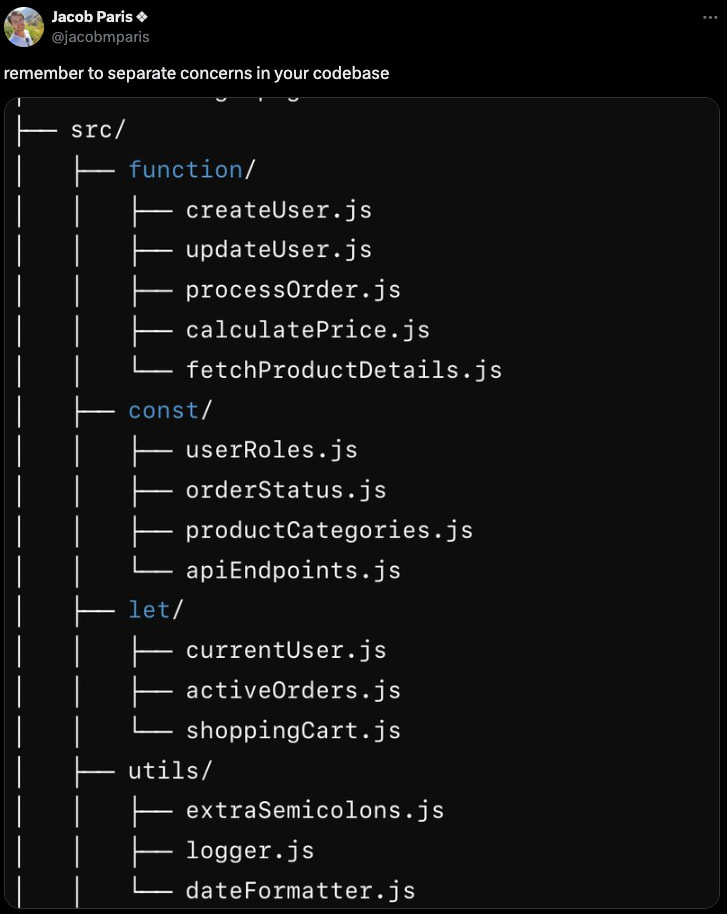 Jacob Paris
@jacobmparis
remember to separate concerns in your codebase
├── src/
│   ├── function/
│   │   ├── createUser.js
│   │   ├── updateUser.js
│   │   ├── processOrder.js
│   │   ├── calculatePrice.js
│   │   └── fetchProductDetails.js
│   ├── const/
│   │   ├── userRoles.js
│   │   ├── orderStatus.js
│   │   ├── productCategories.js
│   │   └── apiEndpoints.js
│   ├── let/
│   │   ├── currentUser.js
│   │   ├── activeOrders.js
│   │   └── shoppingCart.js
│   ├── utils/
│   │   ├── extraSemicolons.js
│   │   ├── logger.js
│   │   └── dateFormatter.js